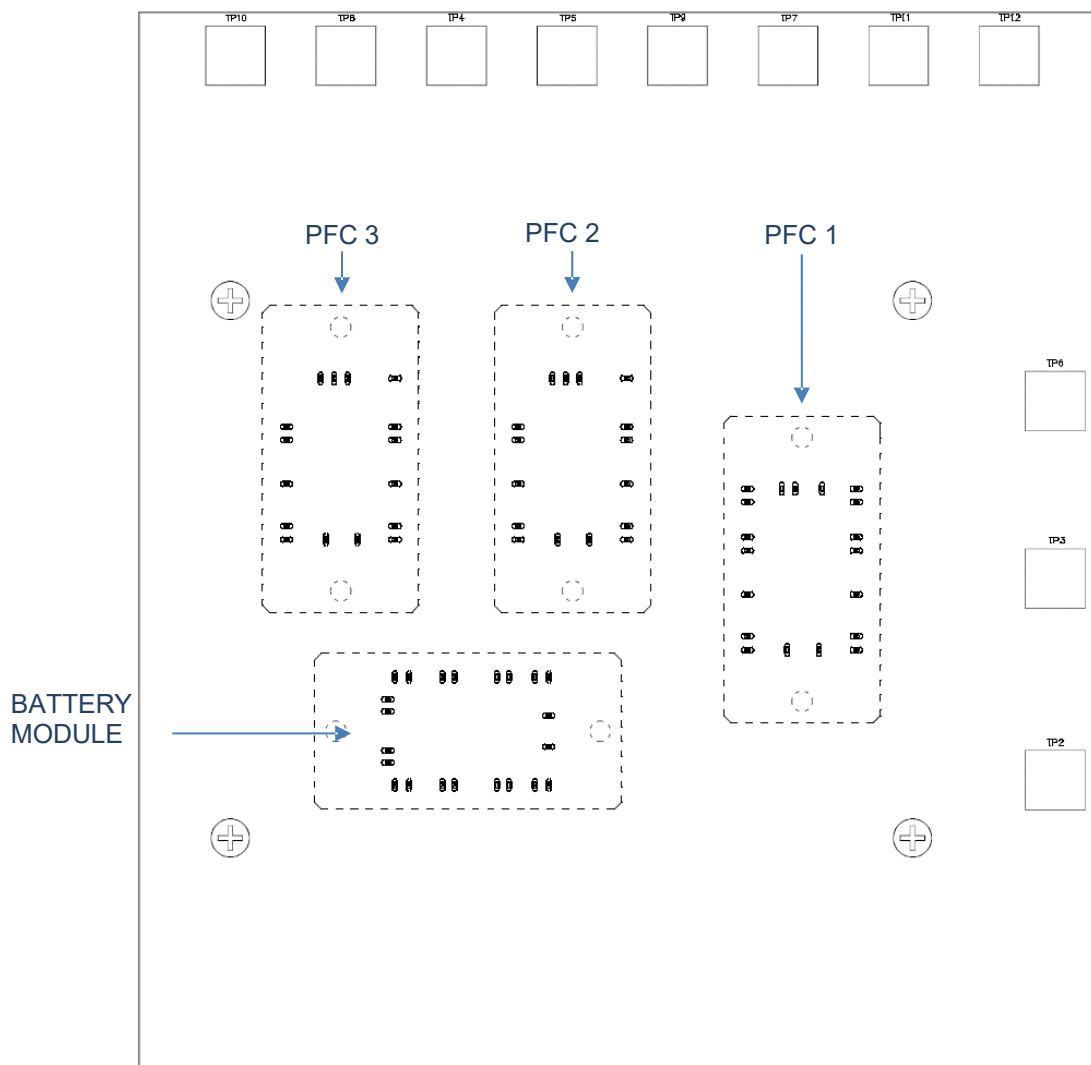 TP10 TP8 TP4 TP5 TP9 TP7 TP11 TP12
PFC 3
PFC 2
PFC 1
TP6
TP3
BATTERY
MODULE
TP2